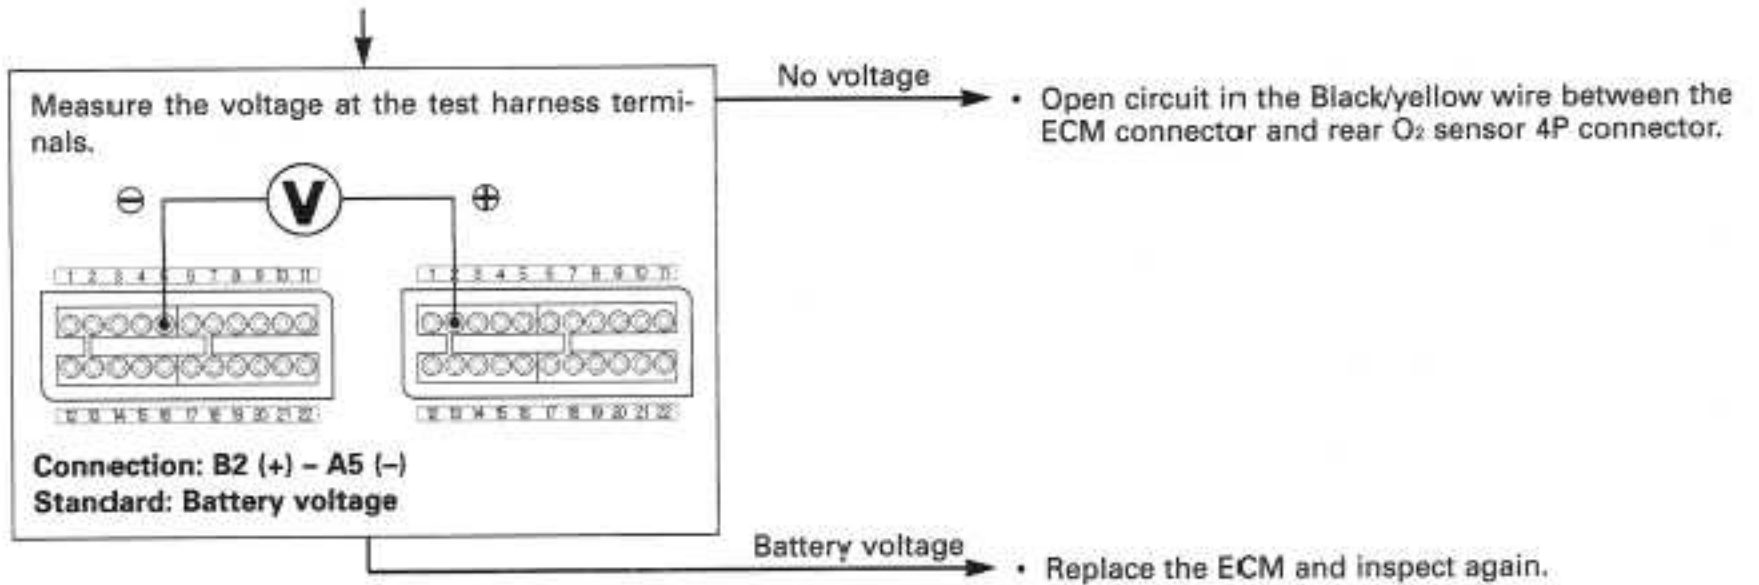 No voltage
Measure the voltage at the test harness termi-
nals.
• Open circuit in the Black/yellow wire between the
ECM connector and rear O₂ sensor 4P connector.
⊖ V ⊕
1 2 3 4 5 6 7 8 9 10 11
1 2 3 4 5 6 7 8 9 10 11
12 13 14 15 16 17 18 19 20 21 22
12 13 14 15 16 17 18 19 20 21 22
Connection: B2 (+) – A5 (–)
Standard: Battery voltage
Battery voltage
• Replace the ECM and inspect again.